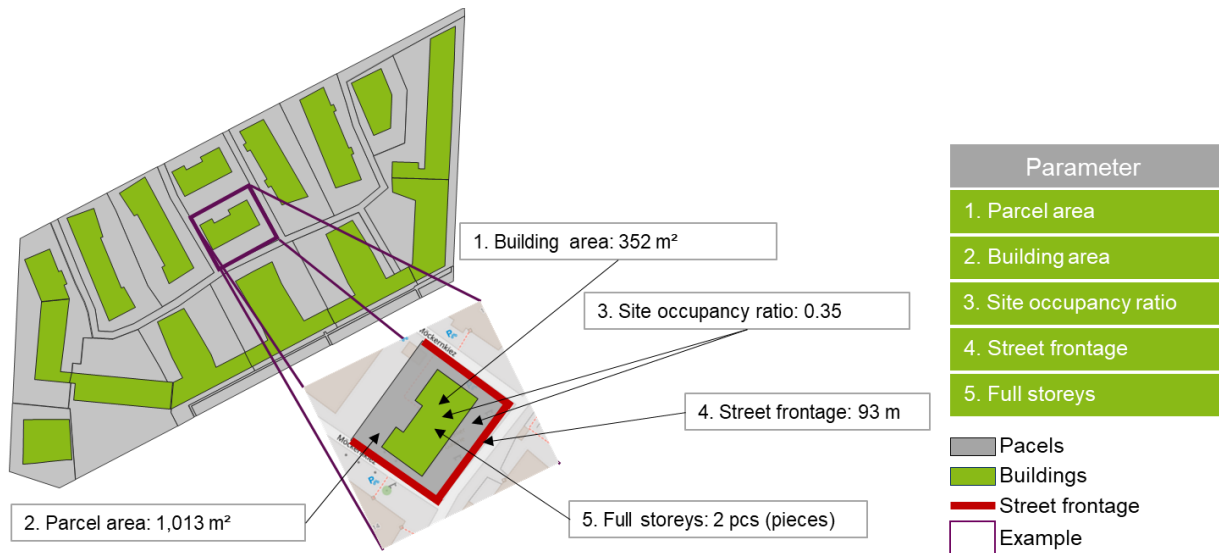 1. Building area: 352 m²
3. Site occupancy ratio: 0.35
4. Street frontage: 93 m
5. Full storeys: 2 pcs (pieces)
2. Parcel area: 1,013 m²
Möckernkiez
Möckernkiez
Parameter
1. Parcel area
2. Building area
3. Site occupancy ratio
4. Street frontage
5. Full storeys
Pacels
Buildings
Street frontage
Example